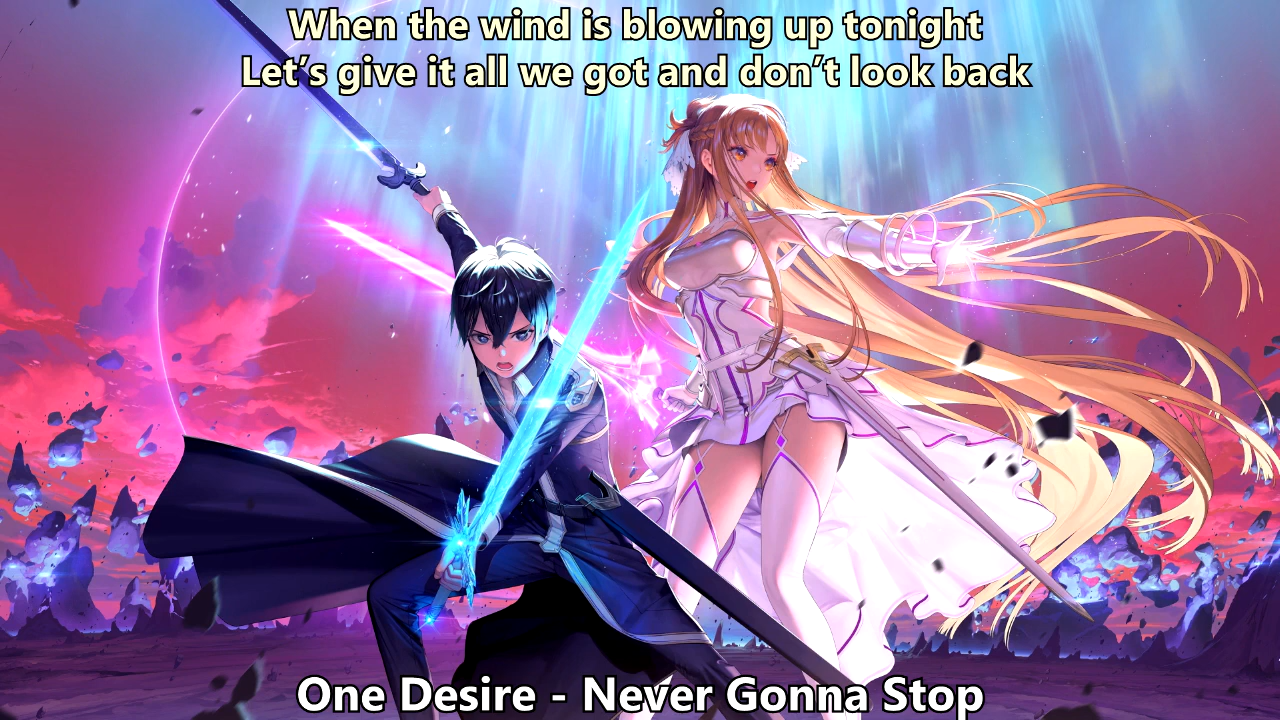 When the wind is blowing up tonight
Let’s give it all we got and don’t look back
One Desire - Never Gonna Stop